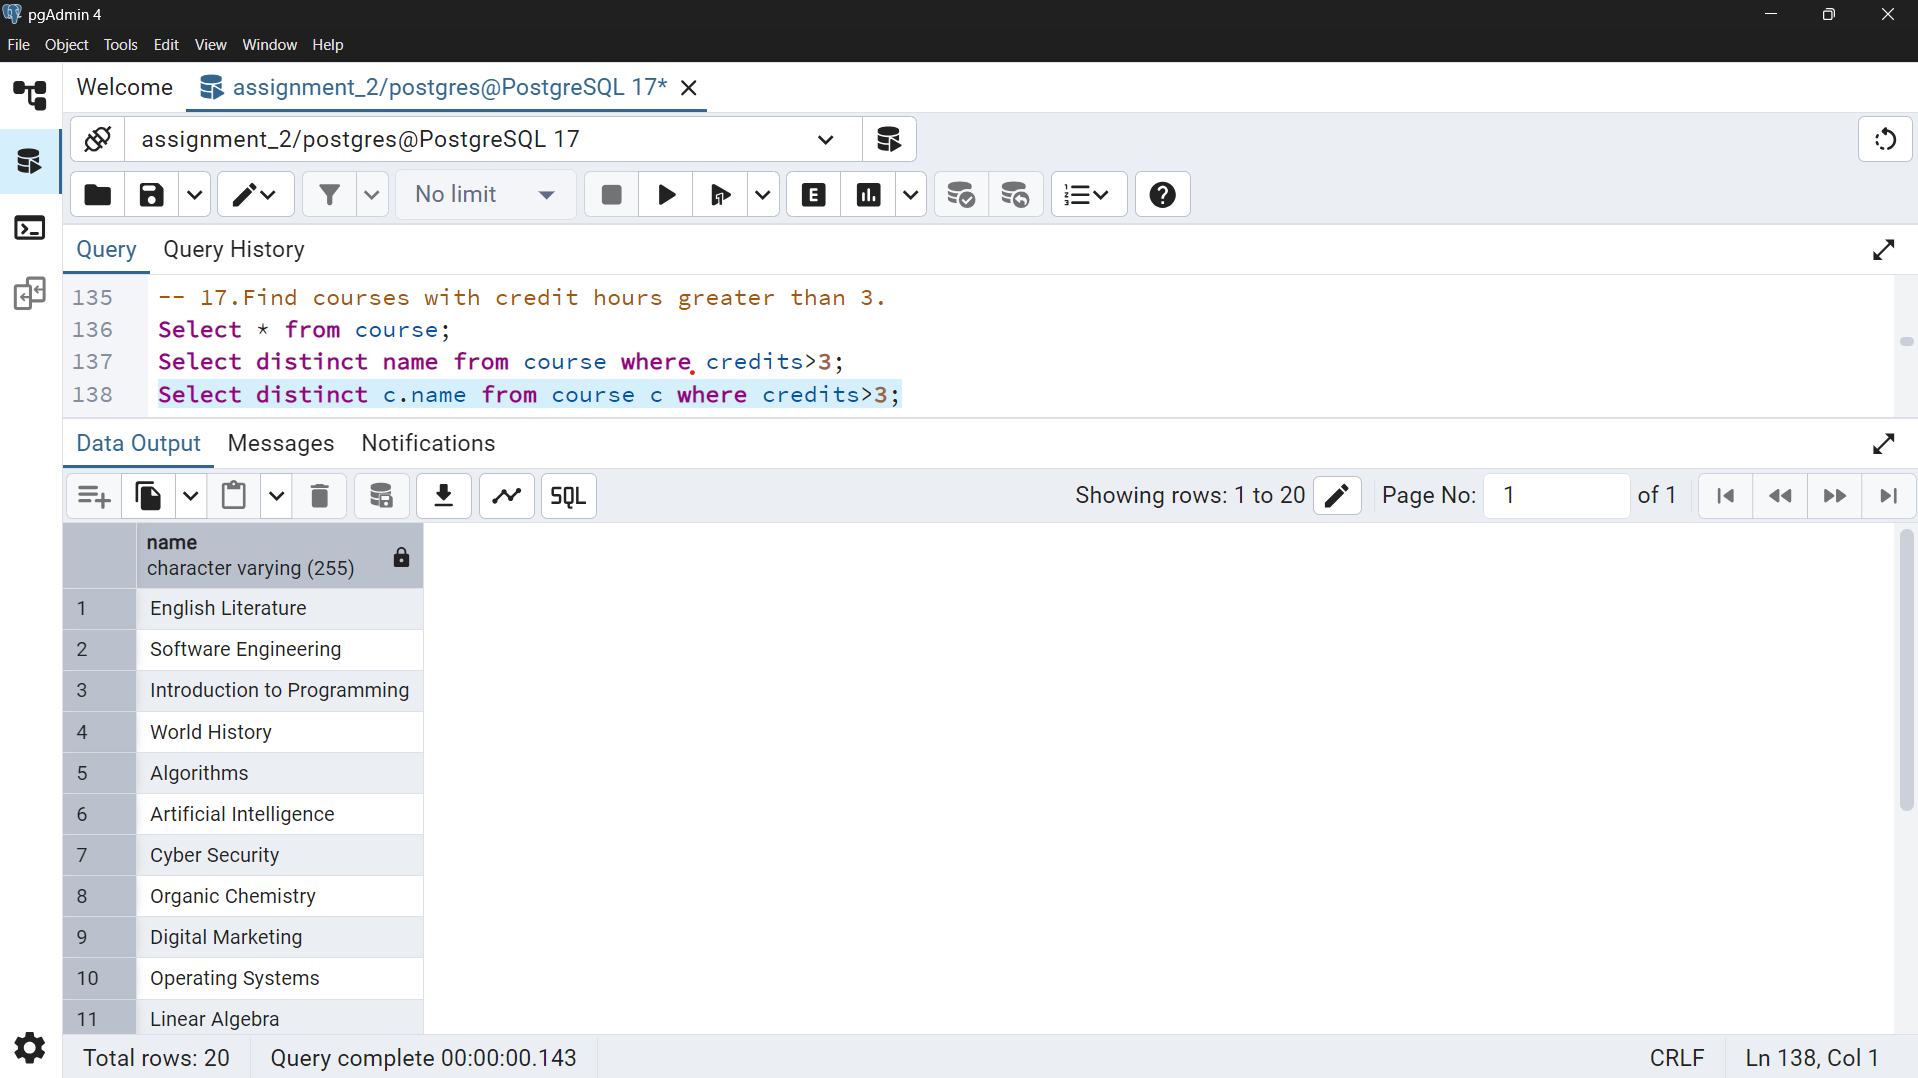 pgAdmin 4
File Object Tools Edit View Window Help
Welcome assignment_2/postgres@PostgreSQL 17*
assignment_2/postgres@PostgreSQL 17
No limit
Query Query History
135 -- 17.Find courses with credit hours greater than 3.
136 Select * from course;
137 Select distinct name from course where credits>3;
138 Select distinct c.name from course c where credits>3;
Data Output Messages Notifications
SQL Showing rows: 1 to 20 Page No: 1 of 1
name
character varying (255)
1 English Literature
2 Software Engineering
3 Introduction to Programming
4 World History
5 Algorithms
6 Artificial Intelligence
7 Cyber Security
8 Organic Chemistry
9 Digital Marketing
10 Operating Systems
11 Linear Algebra
Total rows: 20 Query complete 00:00:00.143 CRLF Ln 138, Col 1